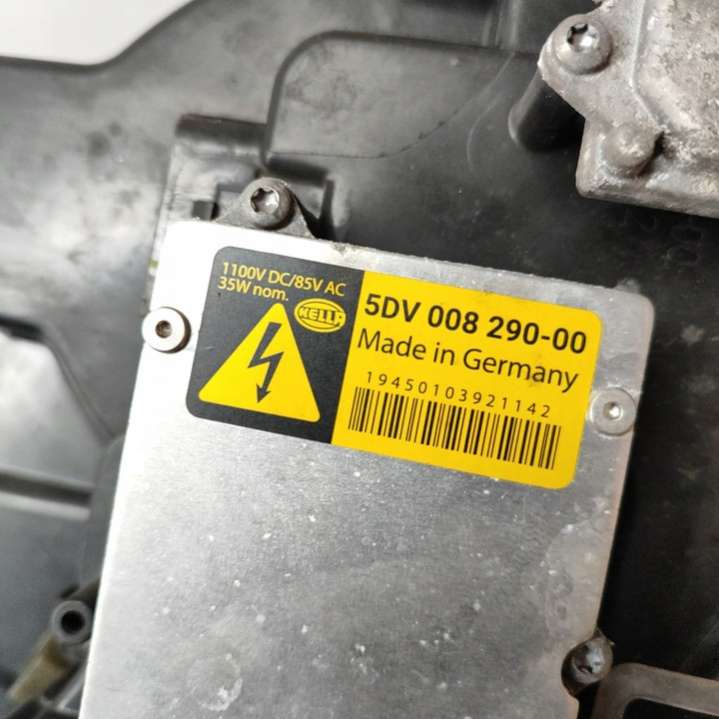 1100V DC/85V AC
35W nom.
HELLA
5DV 008 290-00
Made in Germany
19450103921142